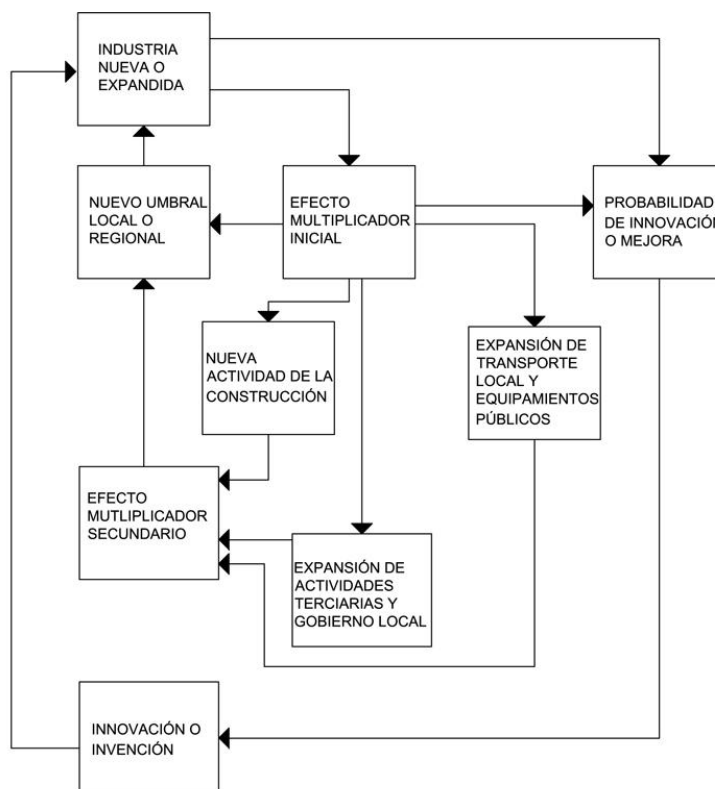 INDUSTRIA
NUEVA O
EXPANDIDA
NUEVO UMBRAL
LOCAL O
REGIONAL
EFECTO
MULTIPLICADOR
INICIAL
PROBABILIDAD
DE INNOVACIÓN
O MEJORA
NUEVA
ACTIVIDAD DE LA
CONSTRUCCIÓN
EXPANSIÓN DE
TRANSPORTE
LOCAL Y
EQUIPAMIENTOS
PÚBLICOS
EFECTO
MUTLIPLICADOR
SECUNDARIO
EXPANSIÓN DE
ACTIVIDADES
TERCIARIAS Y
GOBIERNO LOCAL
INNOVACIÓN O
INVENCIÓN